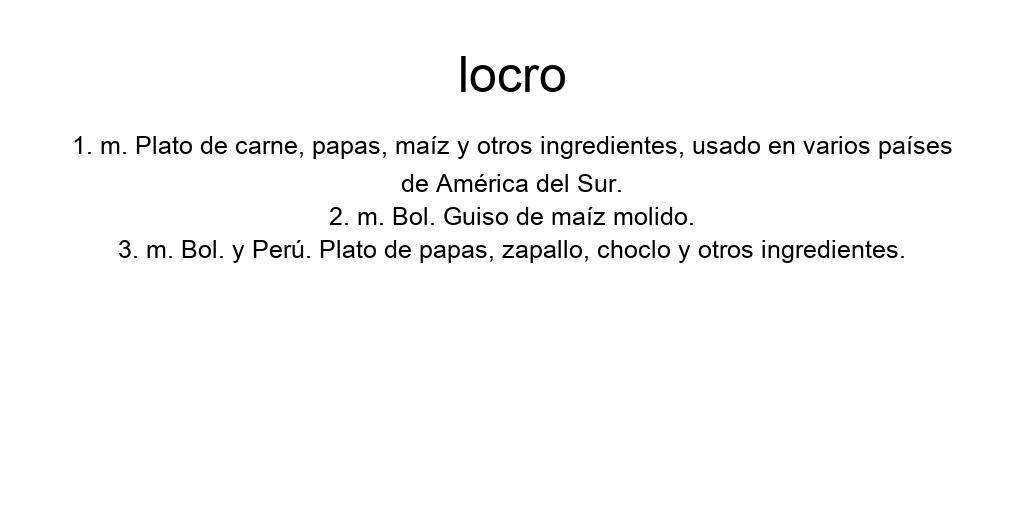 locro
1. m. Plato de carne, papas, maíz y otros ingredientes, usado en varios países
de América del Sur.
2. m. Bol. Guiso de maíz molido.
3. m. Bol. y Perú. Plato de papas, zapallo, choclo y otros ingredientes.